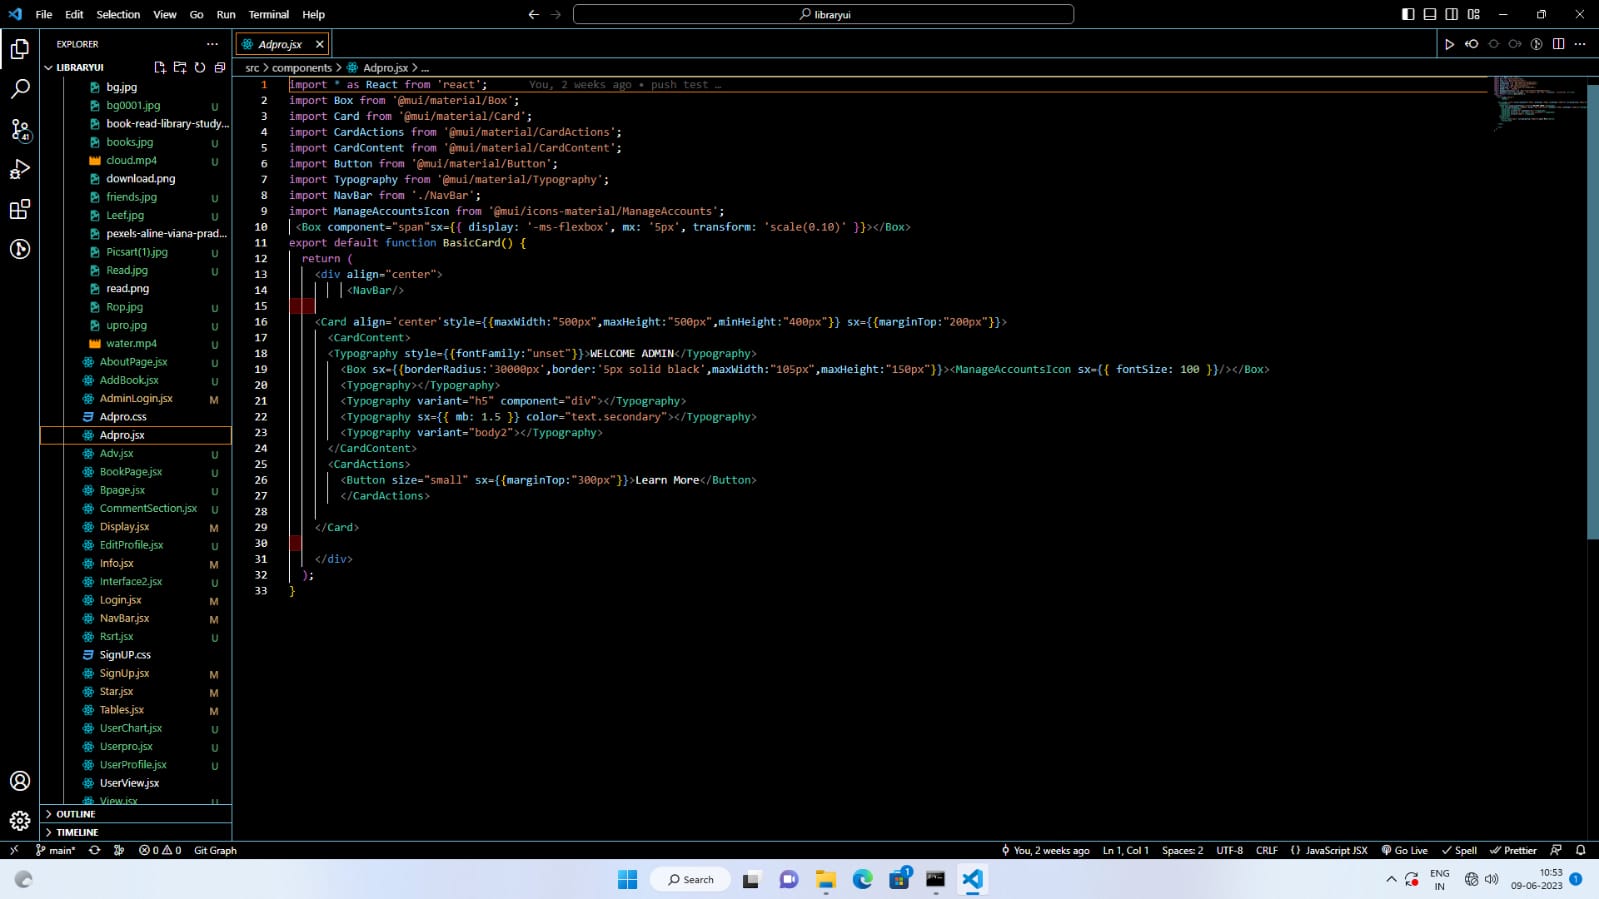 File Edit Selection View Go Run Terminal Help
libraryui
EXPLORER
LIBRARYUI
bg.jpg
bg0001.jpg U
book-read-library-study...
books.jpg U
cloud.mp4 U
download.png
friends.jpg U
Leef.jpg U
pexels-aline-viana-prad...
Picsart(1).jpg U
Read.jpg U
read.png
Rop.jpg U
upro.jpg U
water.mp4 U
AboutPage.jsx U
AddBook.jsx U
AdminLogin.jsx M
Adpro.css
Adpro.jsx
Adv.jsx U
BookPage.jsx U
Bpage.jsx U
CommentSection.jsx U
Display.jsx M
EditProfile.jsx U
Info.jsx M
Interface2.jsx U
Login.jsx M
NavBar.jsx M
Rsrt.jsx U
SignUP.css
SignUp.jsx M
Star.jsx M
Tables.jsx M
UserChart.jsx U
Userpro.jsx U
UserProfile.jsx U
UserView.jsx
View.jsx U
OUTLINE
TIMELINE
41
Adpro.jsx
src > components > Adpro.jsx > ...
1 import * as React from 'react'; You, 2 weeks ago • push test …
2 import Box from '@mui/material/Box';
3 import Card from '@mui/material/Card';
4 import CardActions from '@mui/material/CardActions';
5 import CardContent from '@mui/material/CardContent';
6 import Button from '@mui/material/Button';
7 import Typography from '@mui/material/Typography';
8 import NavBar from './NavBar';
9 import ManageAccountsIcon from '@mui/icons-material/ManageAccounts';
10 <Box component="span"sx={{ display: '-ms-flexbox', mx: '5px', transform: 'scale(0.10)' }}></Box>
11 export default function BasicCard() {
12 return (
13 <div align="center">
14 <NavBar/>
15
16 <Card align='center'style={{maxWidth:"500px",maxHeight:"500px",minHeight:"400px"}} sx={{marginTop:"200px"}}>
17 <CardContent>
18 <Typography style={{fontFamily:"unset"}}>WELCOME ADMIN</Typography>
19 <Box sx={{borderRadius:'30000px',border:'5px solid black',maxWidth:"105px",maxHeight:"150px"}}><ManageAccountsIcon sx={{ fontSize: 100 }}/></Box>
20 <Typography></Typography>
21 <Typography variant="h5" component="div"></Typography>
22 <Typography sx={{ mb: 1.5 }} color="text.secondary"></Typography>
23 <Typography variant="body2"></Typography>
24 </CardContent>
25 <CardActions>
26 <Button size="small" sx={{marginTop:"300px"}}>Learn More</Button>
27 </CardActions>
28
29 </Card>
30
31 </div>
32 );
33 }
main* 0 0 Git Graph You, 2 weeks ago Ln 1, Col 1 Spaces: 2 UTF-8 CRLF {} JavaScript JSX Go Live Spell Prettier
Search
1
ENG
IN
10:53
09-06-2023
1